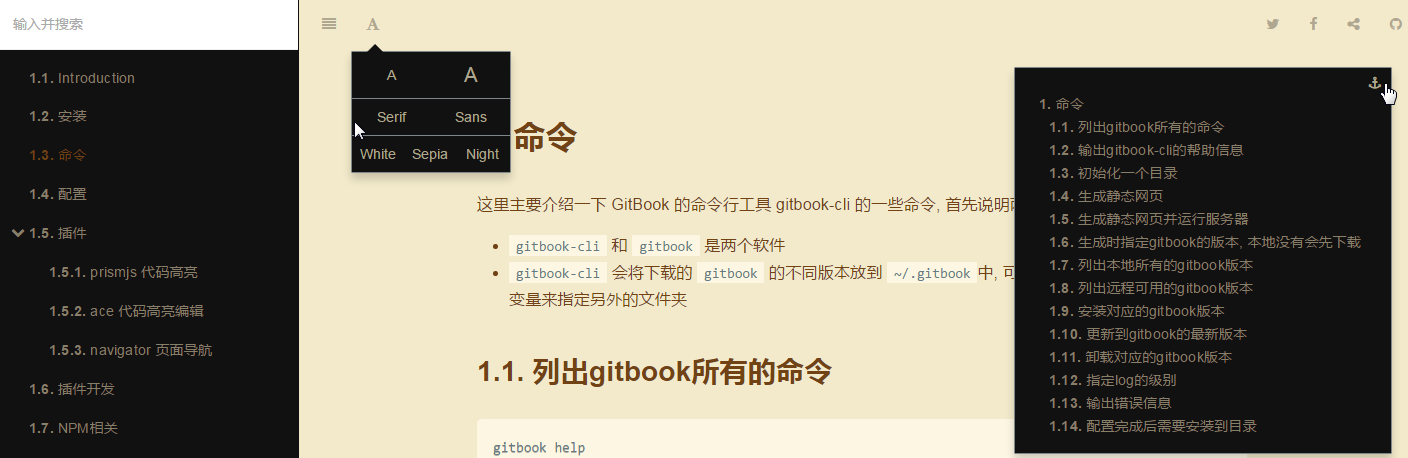 输入并搜索
1.1. Introduction
1.2. 安装
1.3. 命令
1.4. 配置
1.5. 插件
1.5.1. prismjs 代码高亮
1.5.2. ace 代码高亮编辑
1.5.3. navigator 页面导航
1.6. 插件开发
1.7. NPM相关
A
A A
Serif Sans
White Sepia Night
命令
这里主要介绍一下 GitBook 的命令行工具 gitbook-cli 的一些命令, 首先说明
gitbook-cli 和 gitbook 是两个软件
gitbook-cli 会将下载的 gitbook 的不同版本放到 ~/.gitbook中, 可
变量来指定另外的文件夹
1.1. 列出gitbook所有的命令
gitbook help
1. 命令
1.1. 列出gitbook所有的命令
1.2. 输出gitbook-cli的帮助信息
1.3. 初始化一个目录
1.4. 生成静态网页
1.5. 生成静态网页并运行服务器
1.6. 生成时指定gitbook的版本, 本地没有会先下载
1.7. 列出本地所有的gitbook版本
1.8. 列出远程可用的gitbook版本
1.9. 安装对应的gitbook版本
1.10. 更新到gitbook的最新版本
1.11. 卸载对应的gitbook版本
1.12. 指定log的级别
1.13. 输出错误信息
1.14. 配置完成后需要安装到目录